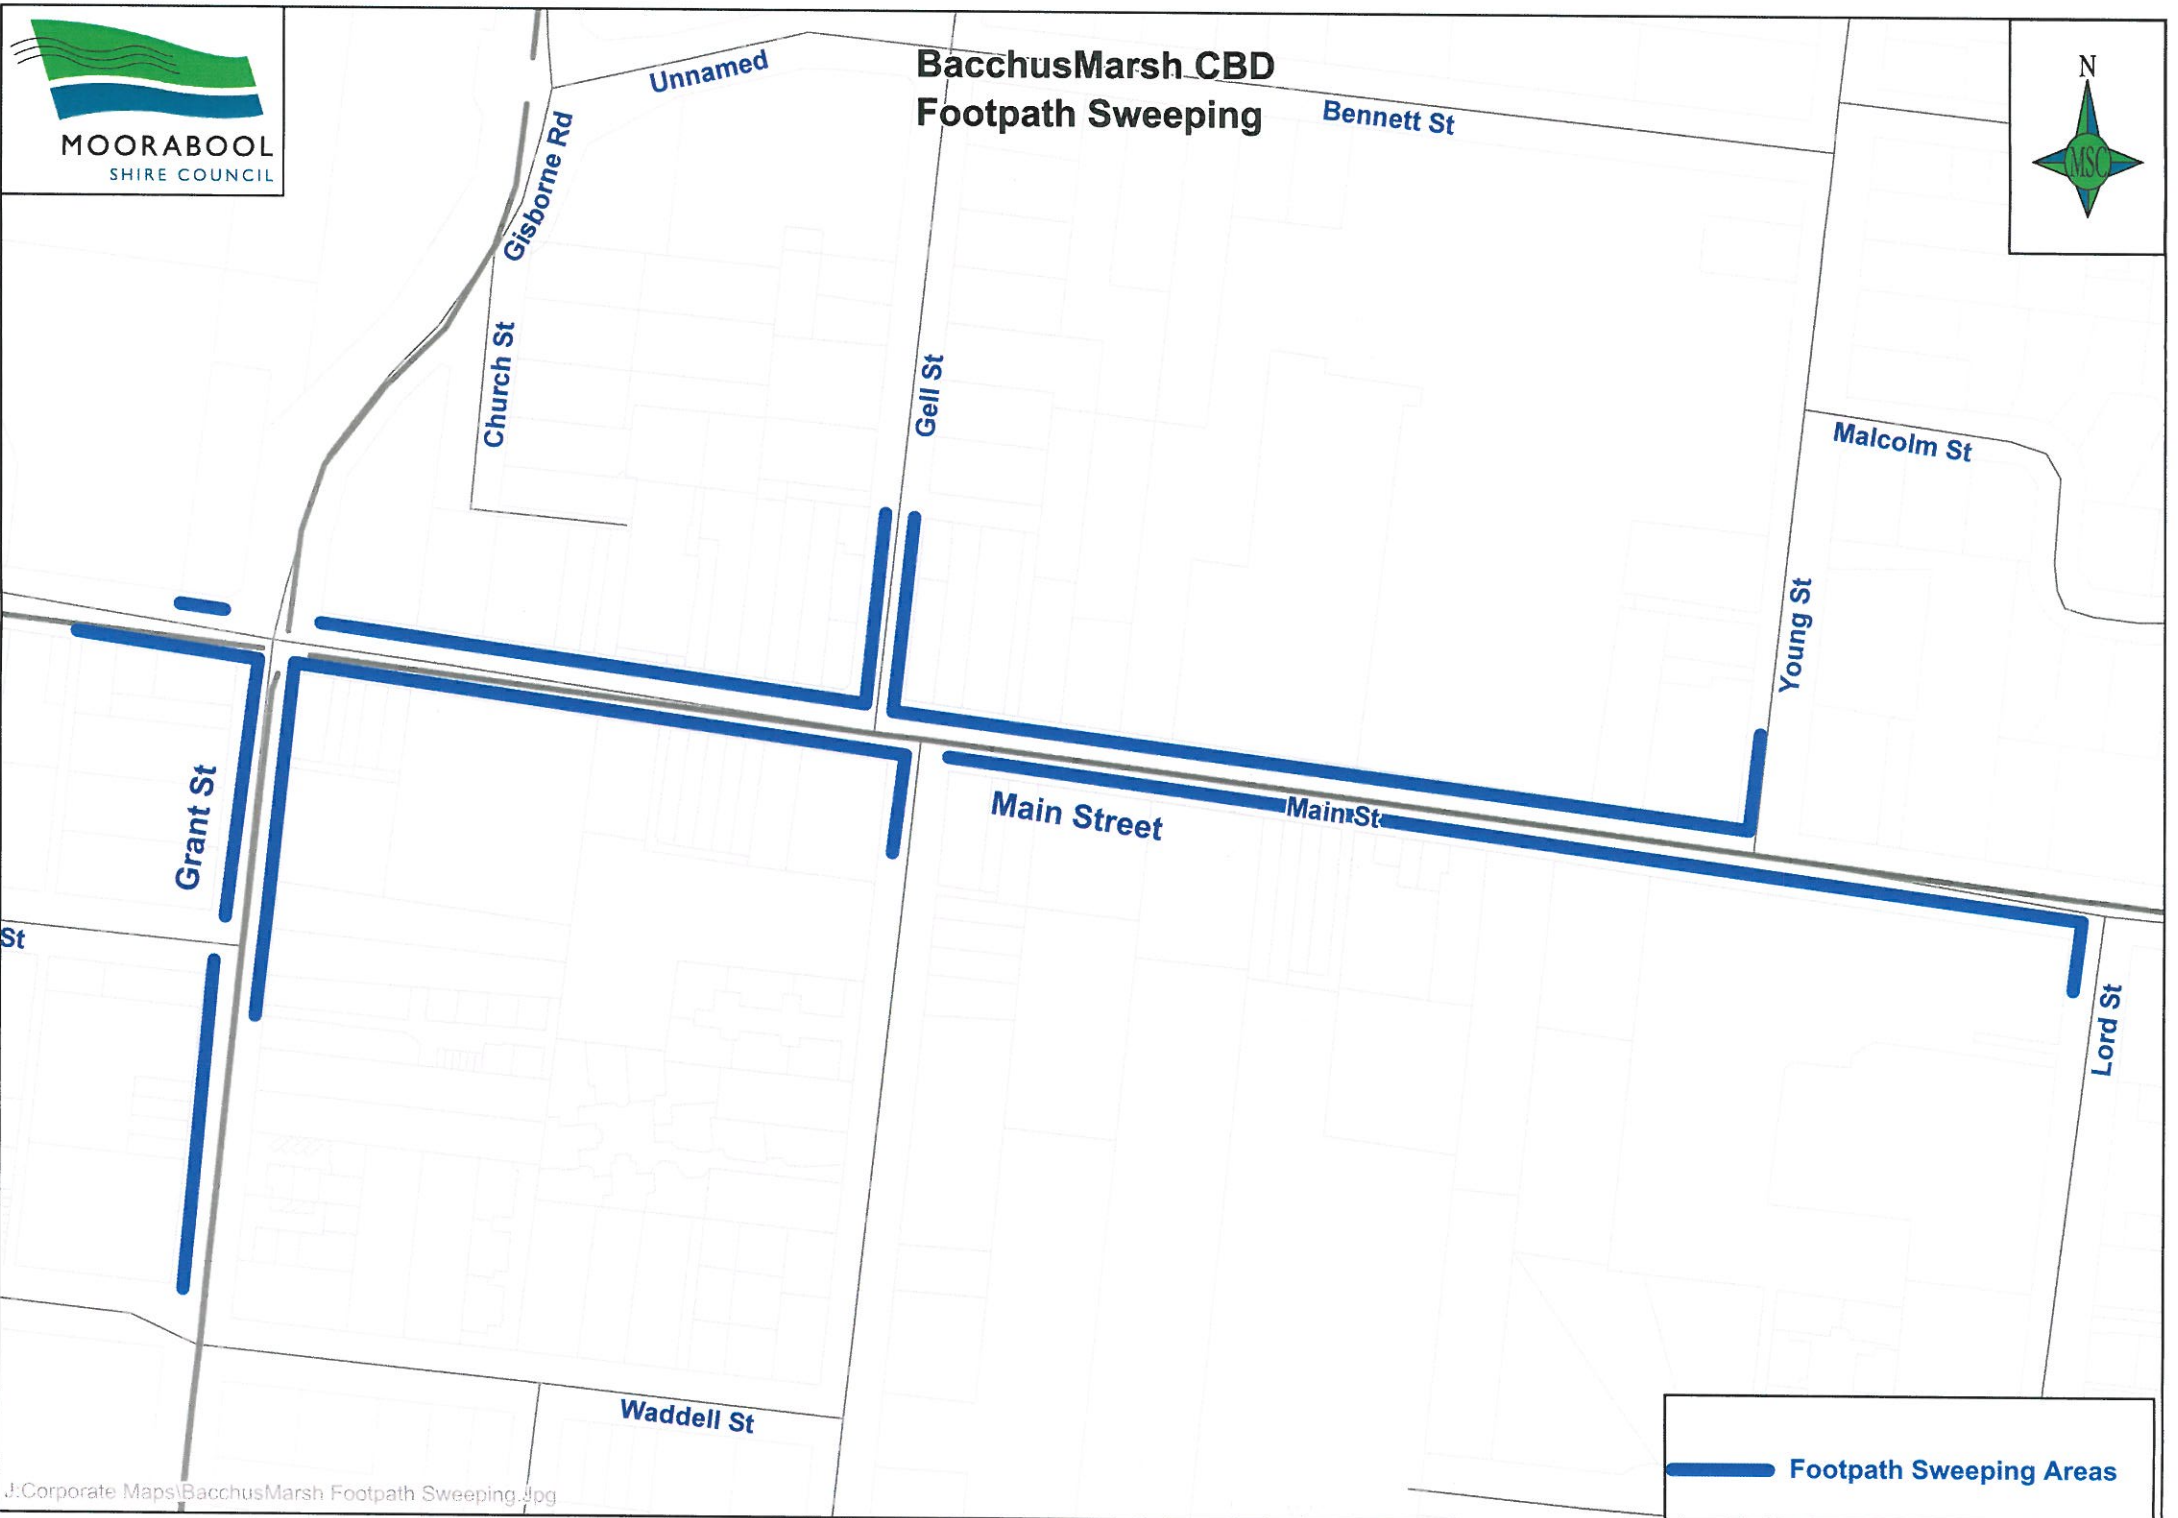 MOORABOOL
SHIRE COUNCIL
BacchusMarsh CBD
Footpath Sweeping
N
MSC
Unnamed
Bennett St
Gisborne Rd
Church St
Gell St
Malcolm St
Young St
Grant St
Main Street
Main St
St
Lord St
Waddell St
Footpath Sweeping Areas
J:Corporate Maps\BacchusMarsh Footpath Sweeping.jpg